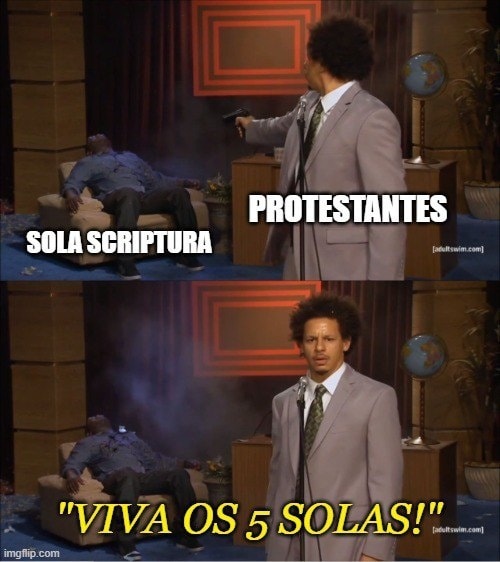 PROTESTANTES
SOLA SCRIPTURA
[adultswim.com]
"VIVA OS 5 SOLAS!"
[adultswim.com]
imgflip.com